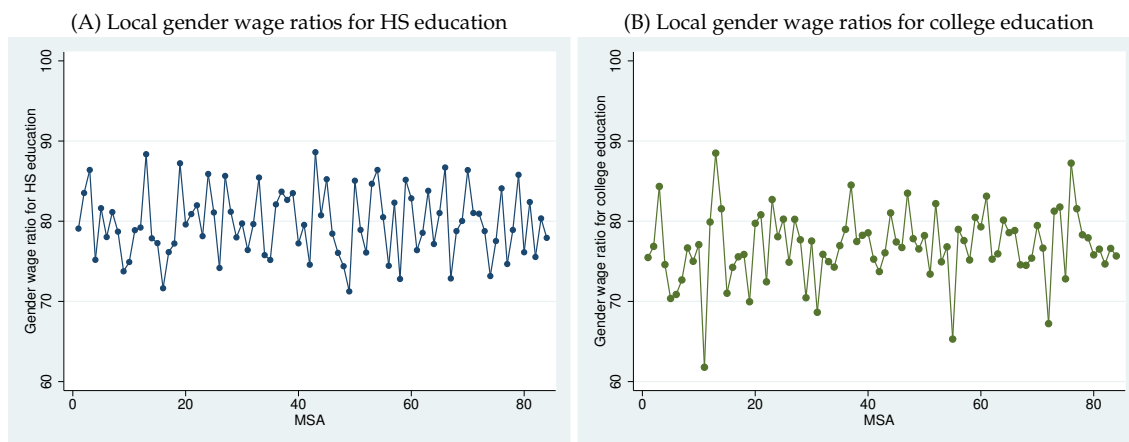 (A) Local gender wage ratios for HS education
Gender wage ratio for HS education
100
90
80
70
60
0 20 40 60 80
MSA
(B) Local gender wage ratios for college education
Gender wage ratio for college education
100
90
80
70
60
0 20 40 60 80
MSA